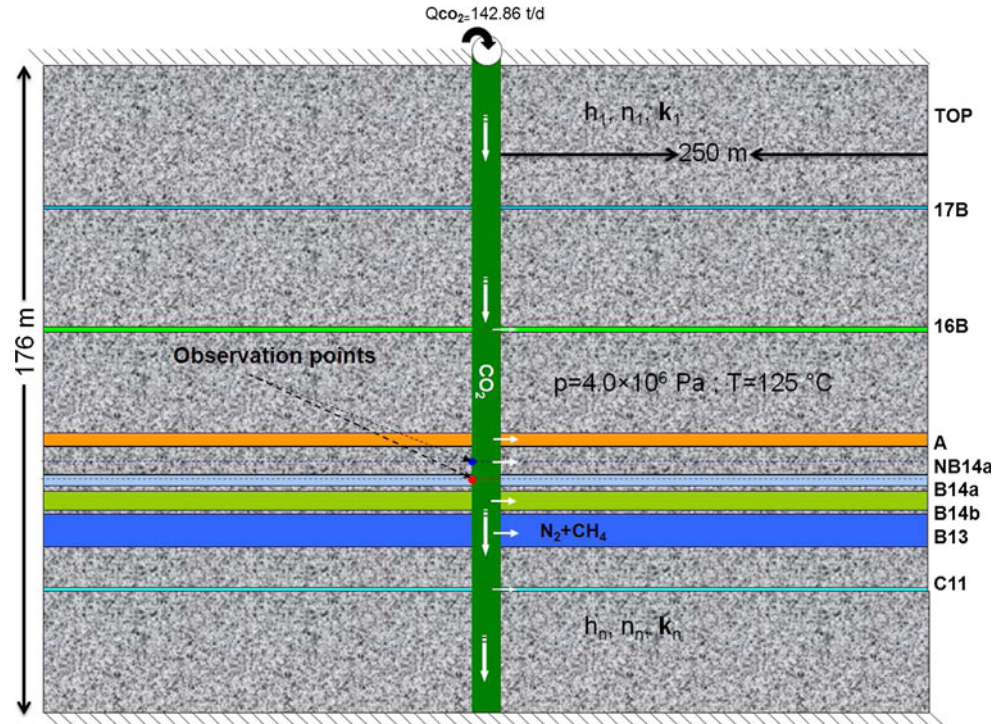 Qco₂=142.86 t/d
h₁, n₁, k₁
TOP
250 m
17B
176 m
16B
Observation points
CO₂
p=4.0×10⁶ Pa ; T=125 °C
A
NB14a
B14a
B14b
N₂+CH₄
B13
C11
hₙ, nₙ, kₙ